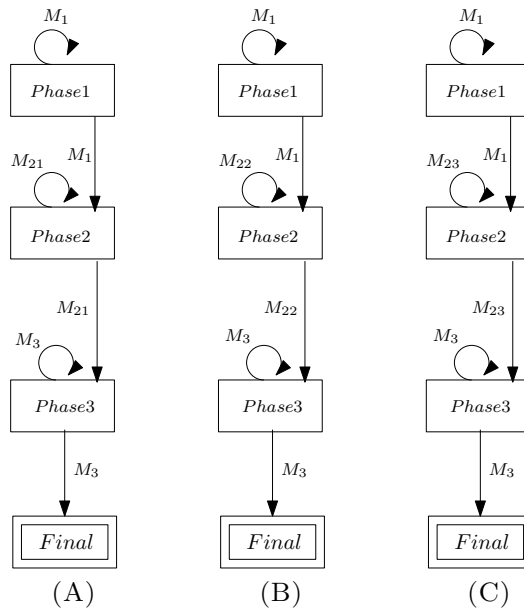 M1 M1 M1
Phase1 Phase1 Phase1
M1 M1 M1
M21 M22 M23
Phase2 Phase2 Phase2
M21 M22 M23
M3 M3 M3
Phase3 Phase3 Phase3
M3 M3 M3
Final Final Final
(A) (B) (C)